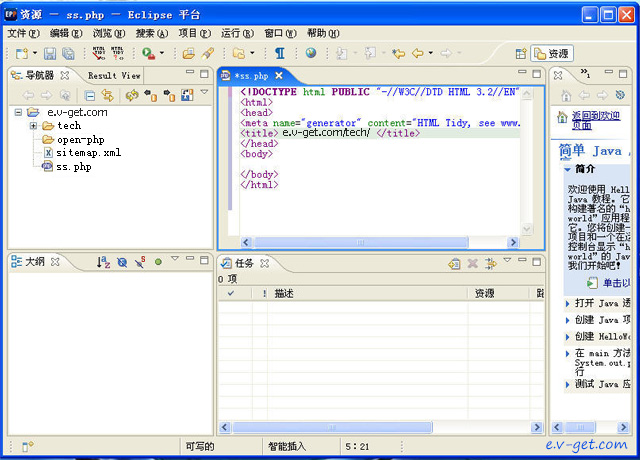 资源 — ss.php — Eclipse 平台
文件(F) 编辑(E) 浏览(N) 搜索(A) 项目(P) 运行(R) 窗口(W) 帮助(H)
HTML TIDY HTML TIDY 资源
导航器 Result View
e.v-get.com
tech
open-php
sitemap.xml
ss.php
*ss.php
<!DOCTYPE html PUBLIC "-//W3C//DTD HTML 3.2//EN"
<html>
<head>
<meta name="generator" content="HTML Tidy, see www.
<title> e.v-get.com/tech/ </title>
</head>
<body>
</body>
</html>
1
返回到欢迎
页面
简单 Java
简介
欢迎使用 Hell
Java 教程。它
构建著名的“h
world”应用程
它。您将创建一
项目和一个在运
控制台显示“h
world”的 Jav
我们开始吧!
单击以
打开 Java 透
创建 Java 项
创建 HelloWo
在 main 方法
System.out.p
行
测试 Java 应
大纲
任务
0 项
! 描述 资源 路
可写的 智能插入 5:21
e.v-get.com